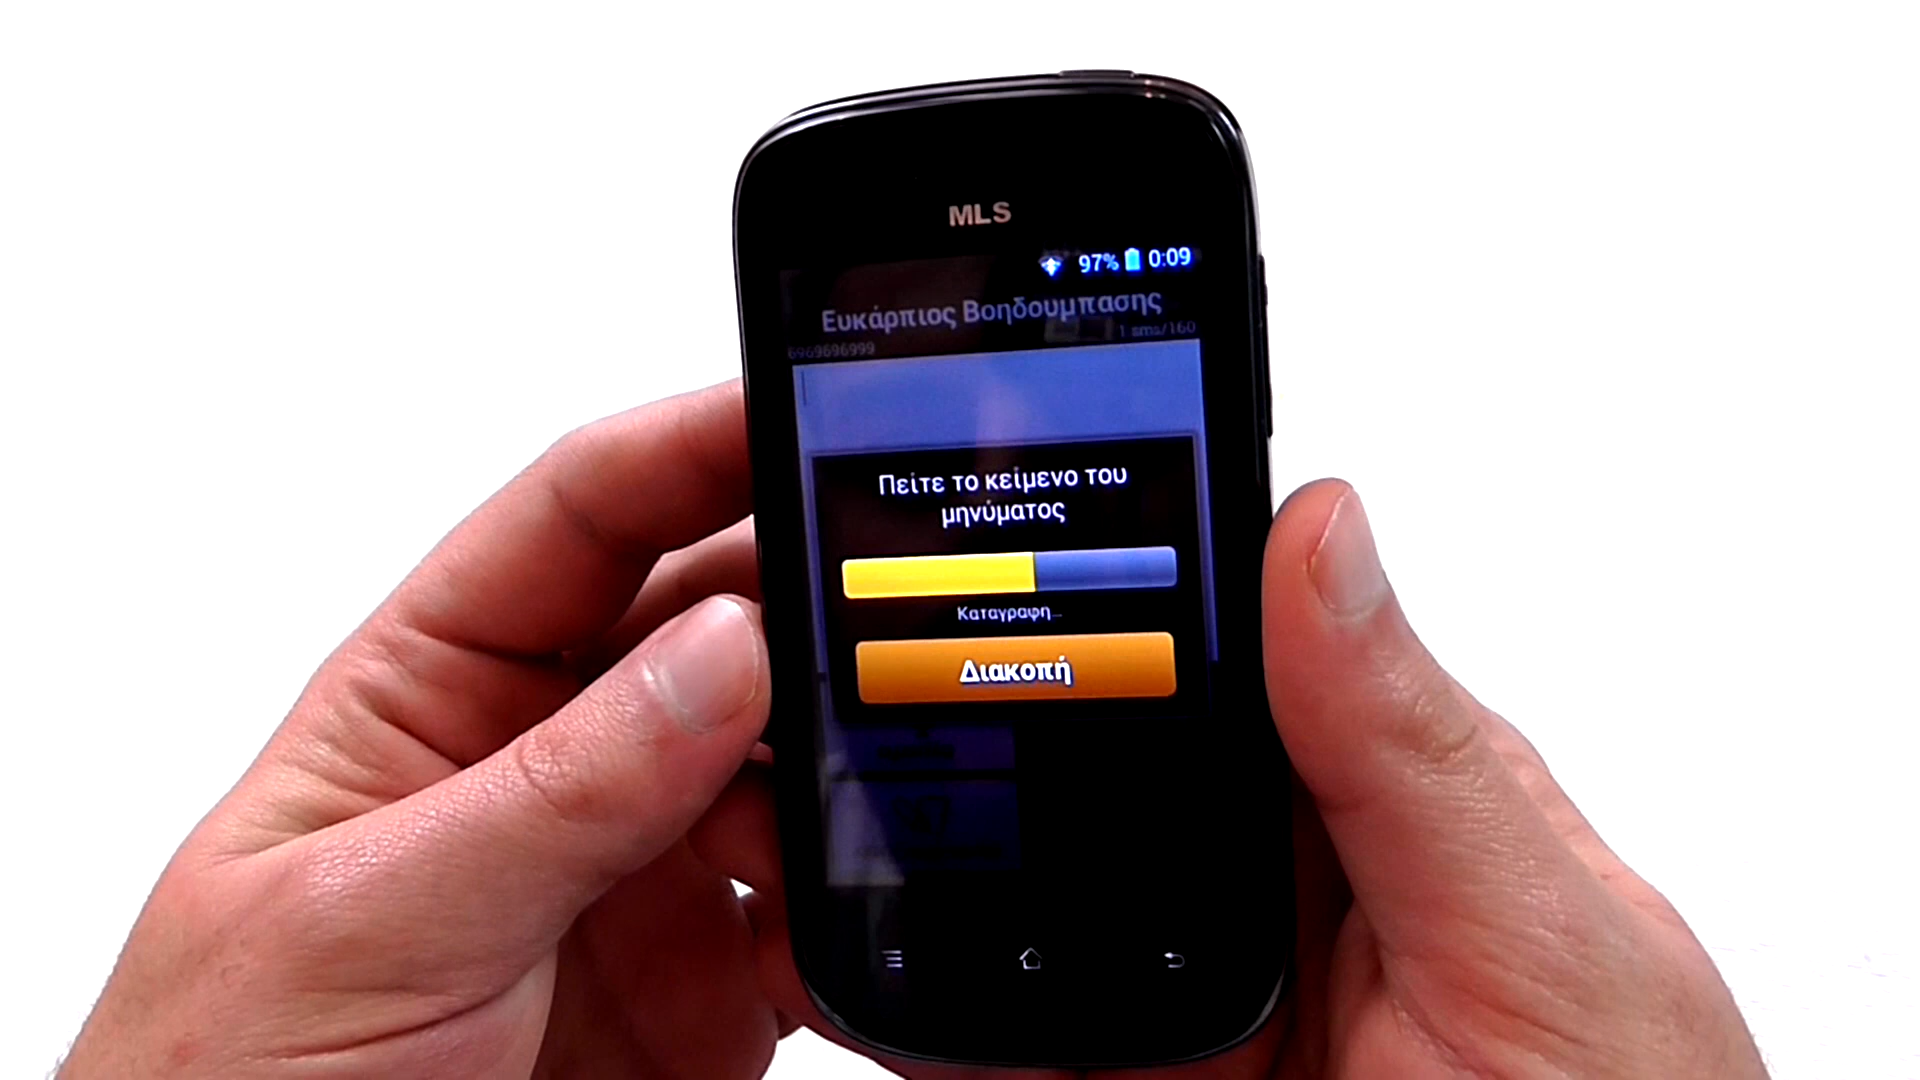 MLS
97% 0:09
Ευκάρπιος Βοηδουμπασης
1 sms/160
6969696999
Πείτε το κείμενο του
μηνύματος
Καταγραφη...
Διακοπή